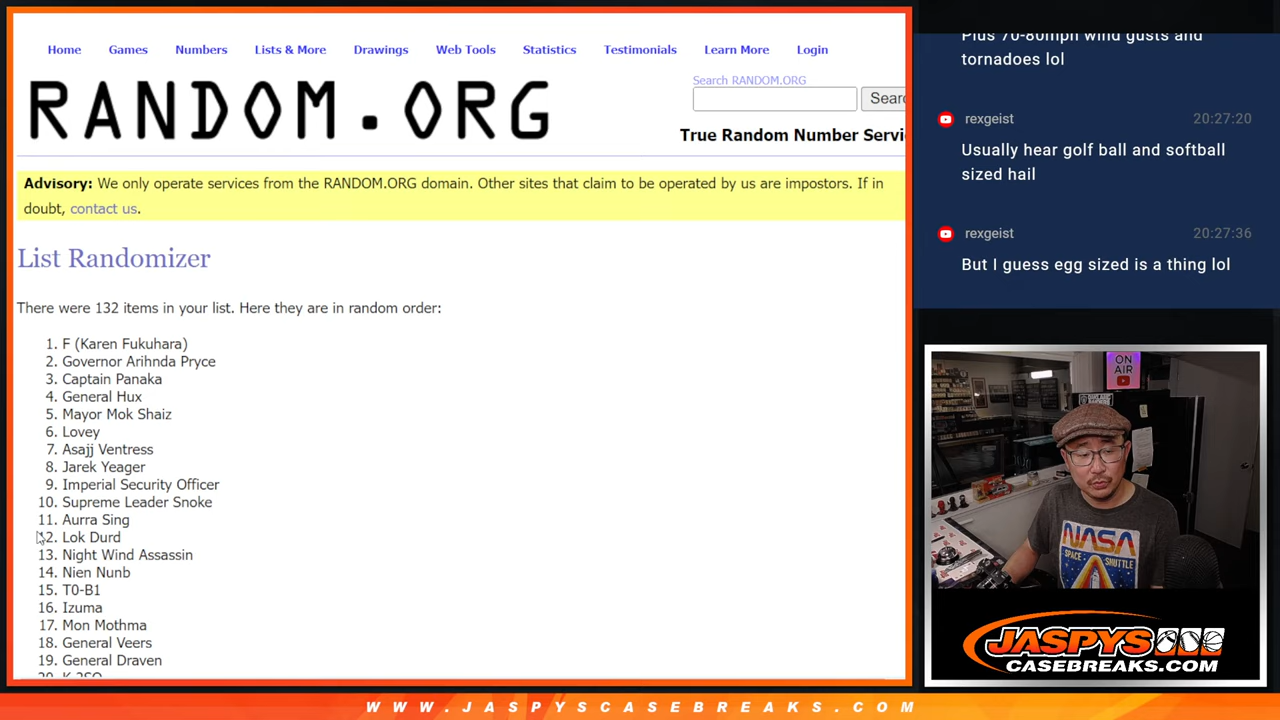 Home Games Numbers Lists & More Drawings Web Tools Statistics Testimonials Learn More Login
RANDOM.ORG
Search RANDOM.ORG
Sear
True Random Number Servi
Advisory: We only operate services from the RANDOM.ORG domain. Other sites that claim to be operated by us are impostors. If in
doubt, contact us.
List Randomizer
There were 132 items in your list. Here they are in random order:
1. F (Karen Fukuhara)
2. Governor Arihnda Pryce
3. Captain Panaka
4. General Hux
5. Mayor Mok Shaiz
6. Lovey
7. Asajj Ventress
8. Jarek Yeager
9. Imperial Security Officer
10. Supreme Leader Snoke
11. Aurra Sing
12. Lok Durd
13. Night Wind Assassin
14. Nien Nunb
15. T0-B1
16. Izuma
17. Mon Mothma
18. General Veers
19. General Draven
20. K-2SO
Plus 70-80mph wind gusts and
tornadoes lol
rexgeist 20:27:20
Usually hear golf ball and softball
sized hail
rexgeist 20:27:36
But I guess egg sized is a thing lol
ON
AIR
NASA
SPACE SHUTTLE
JASPYS
CASEBREAKS.COM
WWW.JASPYSCASEBREAKS.COM